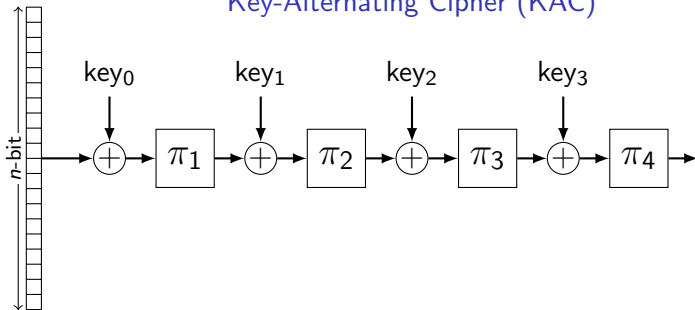 Key-Alternating Cipher (KAC)
key0 key1 key2 key3
n-bit
π1 π2 π3 π4